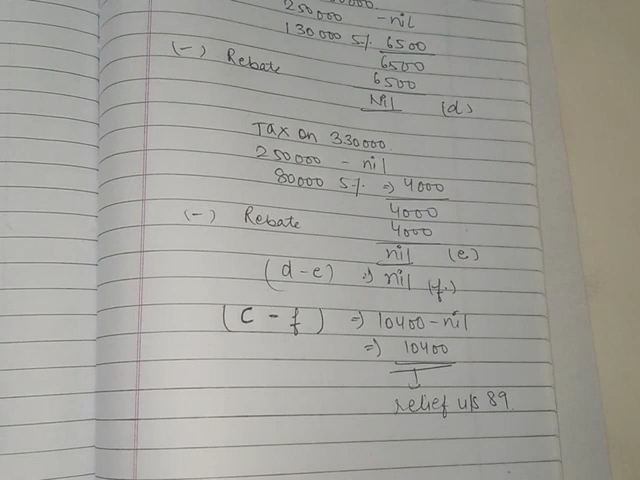 250000 - nil
130000 5% 6500
6500
(-) Rebate 6500
Nil (d)
Tax on 330000.
250000 - nil
80000 5% => 4000
4000
(-) Rebate 4000
nil (e)
(d-e) => nil (f.)
(C - f) => 10400 - nil
=> 10400
relief u/s 89.